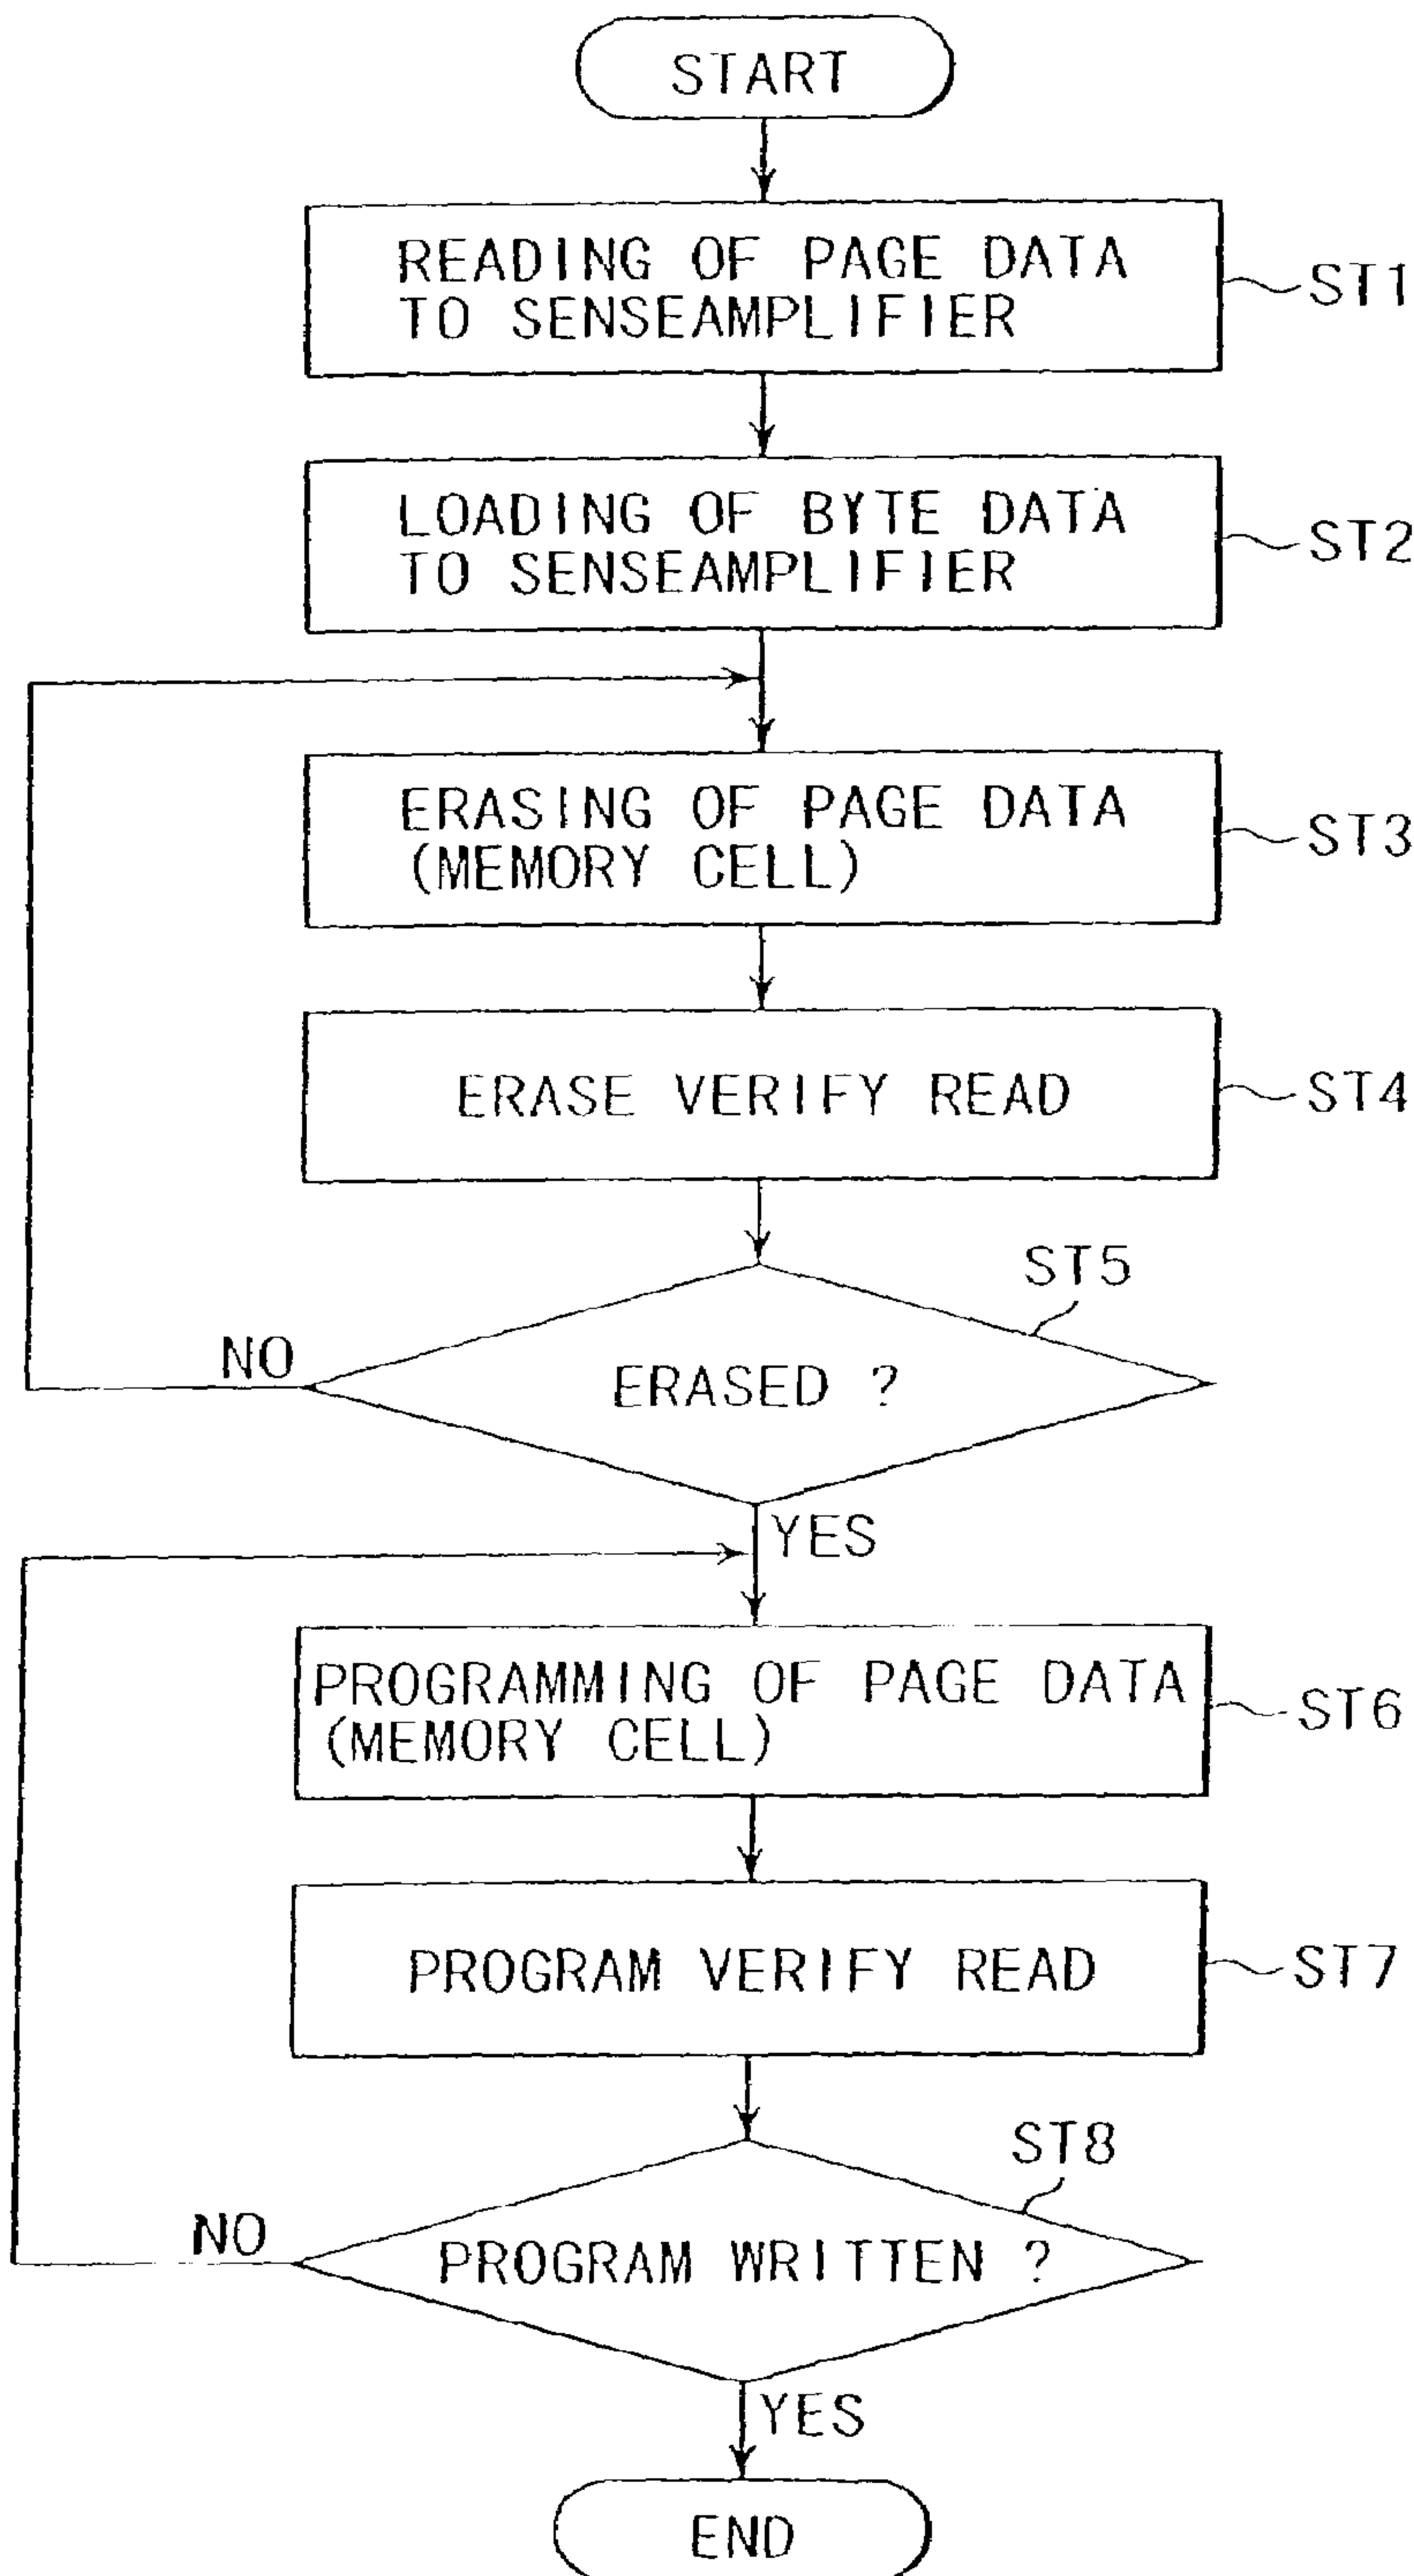 START
READING OF PAGE DATA
TO SENSEAMPLIFIER
ST1
LOADING OF BYTE DATA
TO SENSEAMPLIFIER
ST2
ERASING OF PAGE DATA
(MEMORY CELL)
ST3
ERASE VERIFY READ
ST4
ST5
NO
ERASED ?
YES
PROGRAMMING OF PAGE DATA
(MEMORY CELL)
ST6
PROGRAM VERIFY READ
ST7
ST8
NO
PROGRAM WRITTEN ?
YES
END